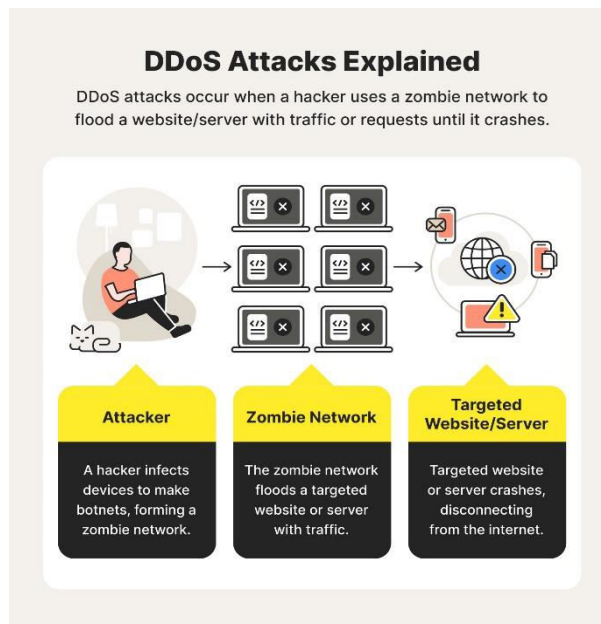 DDoS Attacks Explained
DDoS attacks occur when a hacker uses a zombie network to
flood a website/server with traffic or requests until it crashes.
</>
</>
</>
</>
</>
</>
Attacker
A hacker infects
devices to make
botnets, forming a
zombie network.
Zombie Network
The zombie network
floods a targeted
website or server
with traffic.
Targeted
Website/Server
Targeted website
or server crashes,
disconnecting
from the internet.